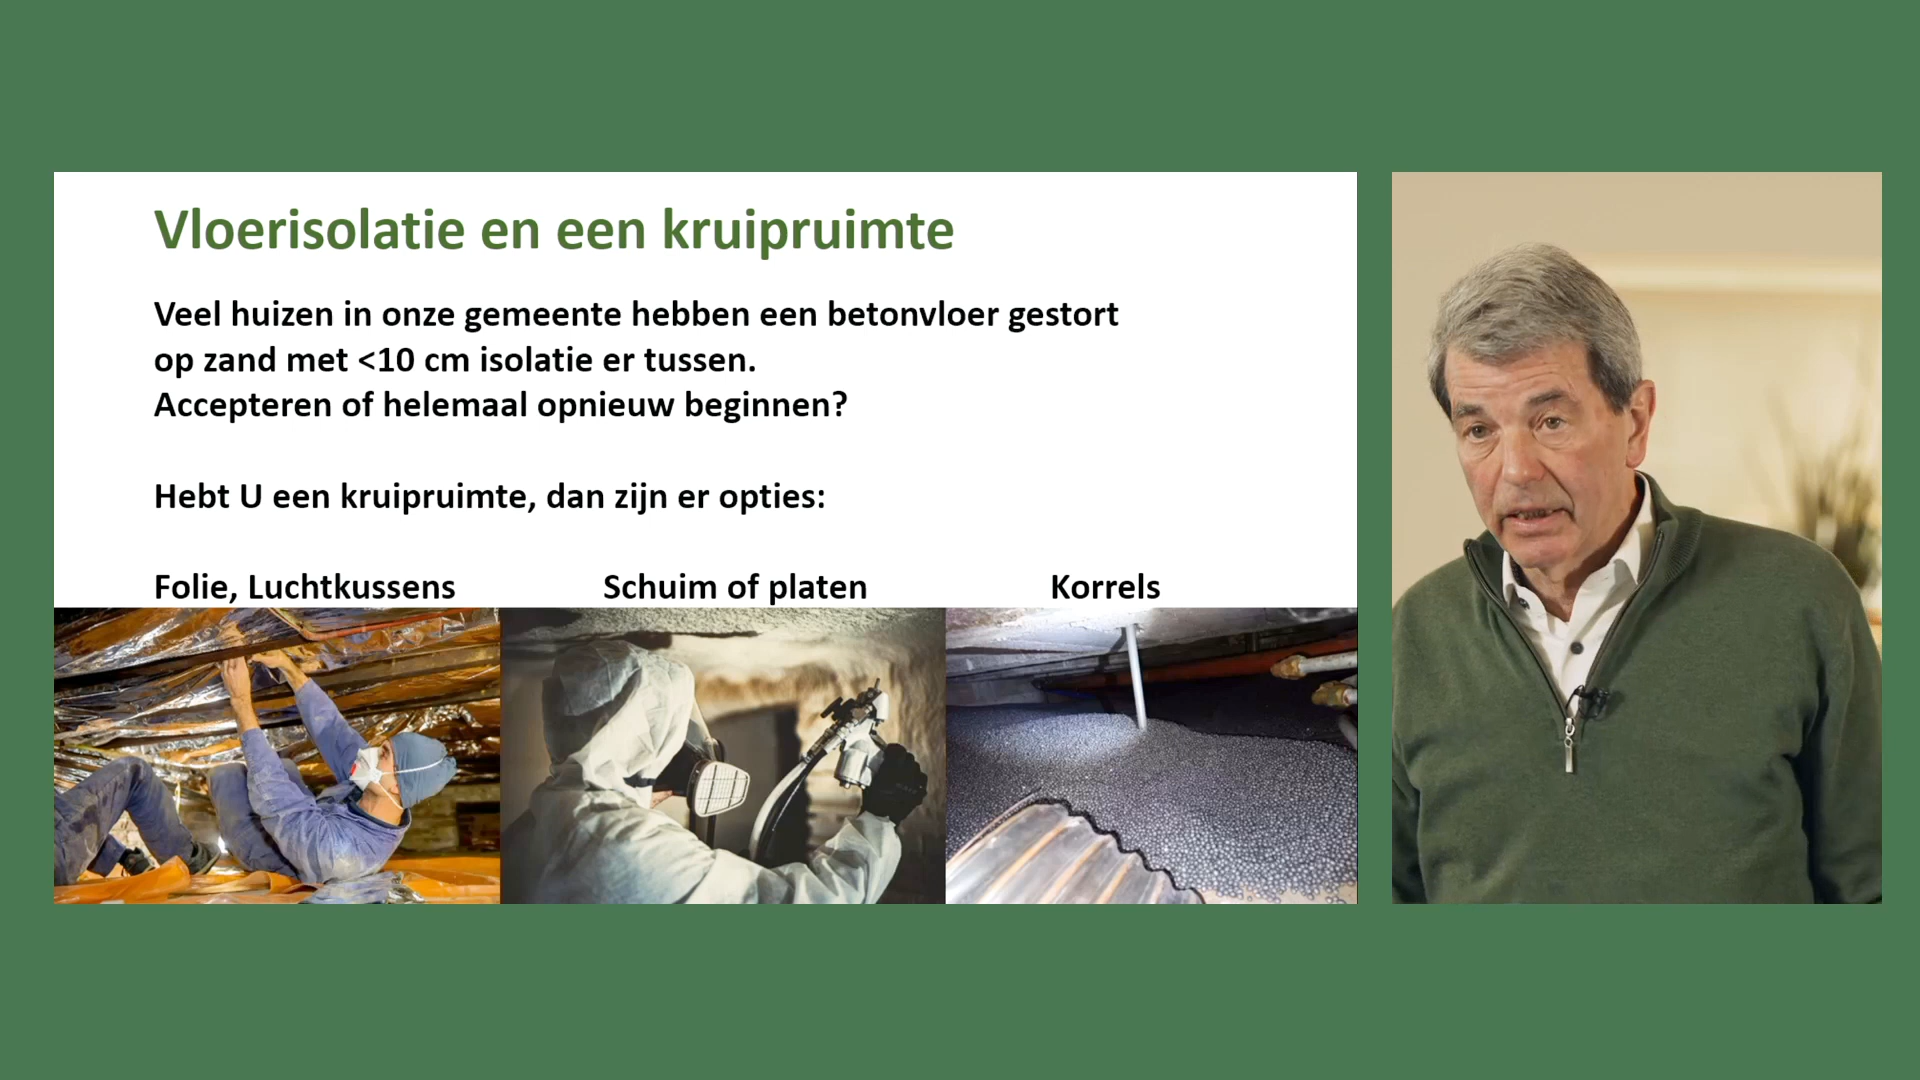 Vloerisolatie en een kruipruimte
Veel huizen in onze gemeente hebben een betonvloer gestort
op zand met <10 cm isolatie er tussen.
Accepteren of helemaal opnieuw beginnen?
Hebt U een kruipruimte, dan zijn er opties:
Folie, Luchtkussens
Schuim of platen
Korrels